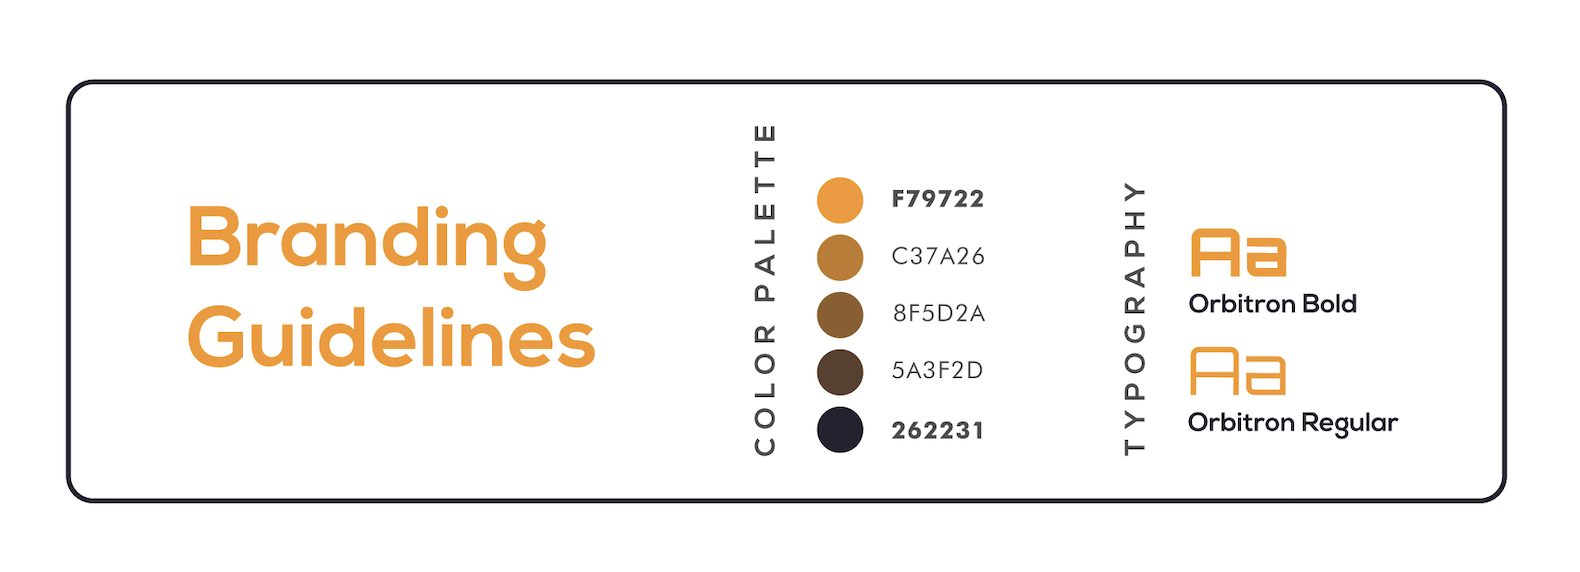 Branding
Guidelines
COLOR PALETTE
F79722
C37A26
8F5D2A
5A3F2D
262231
TYPOGRAPHY
Aa
Orbitron Bold
Aa
Orbitron Regular